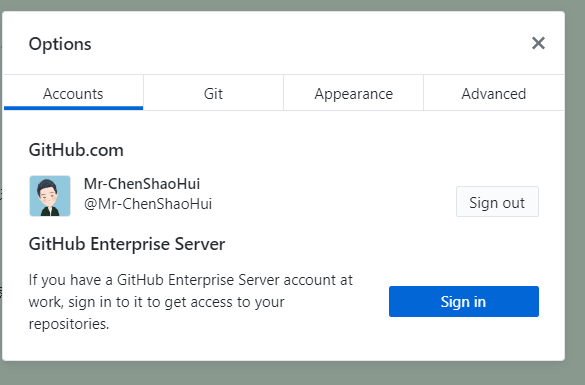 Options
Accounts
Git
Appearance
Advanced
GitHub.com
Mr-ChenShaoHui
@Mr-ChenShaoHui
Sign out
GitHub Enterprise Server
If you have a GitHub Enterprise Server account at
work, sign in to it to get access to your
repositories.
Sign in